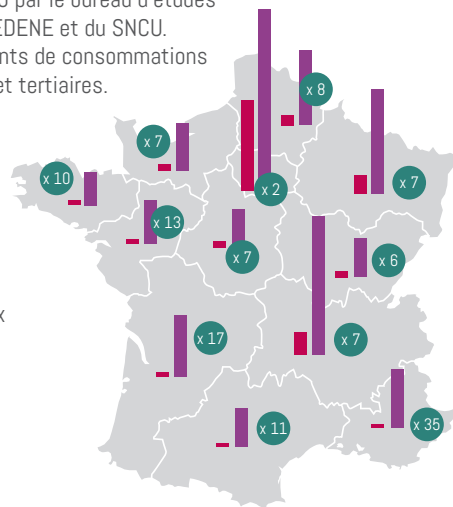 par le bureau d'études
EDENE et du SNCU.
nts de consommations
et tertiaires.
x 8
x 7
x 10
x 2
x 7
x 13
x 7
x 6
x
x 17
x 7
x 11
x 35